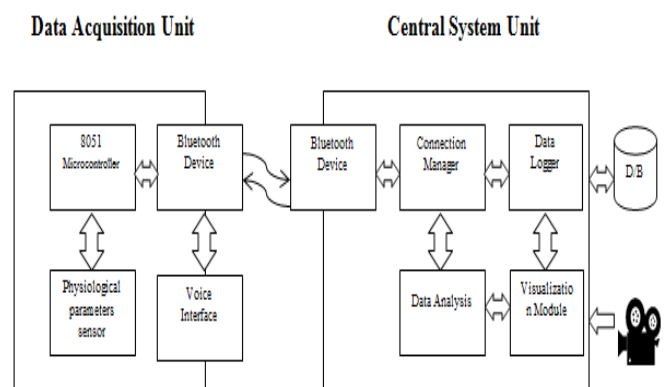 Data Acquisition Unit
Central System Unit
8051
Microcontroller
Bluetooth
Device
Bluetooth
Device
Connection
Manager
Data
Logger
D/B
Physiological
parameters
sensor
Voice
Interface
Data Analysis
Visualizatio
n Module